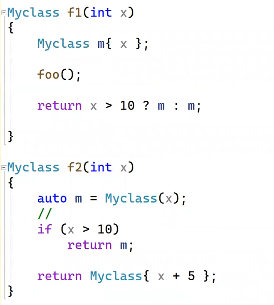 Myclass f1(int x)
{
    Myclass m{ x };
    foo();
    return x > 10 ? m : m;
}
Myclass f2(int x)
{
    auto m = Myclass(x);
    //
    if (x > 10)
        return m;
    return Myclass{ x + 5 };
}